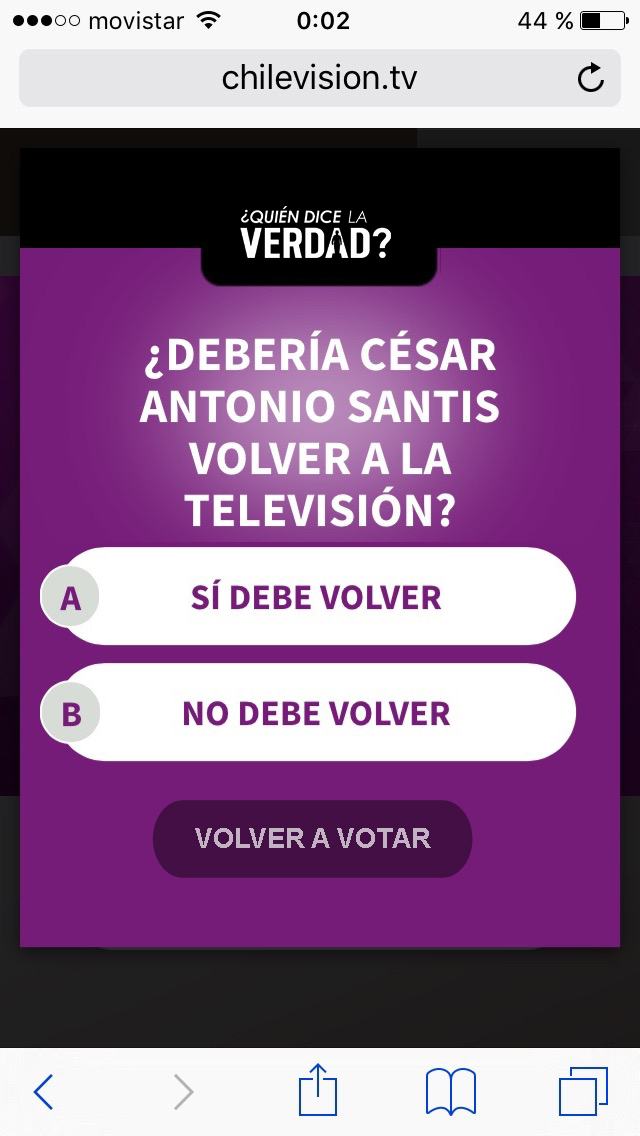 movistar 0:02 44 %
chilevision.tv
¿QUIÉN DICE LA
VERDAD?
¿DEBERÍA CÉSAR
ANTONIO SANTIS
VOLVER A LA
TELEVISIÓN?
A SÍ DEBE VOLVER
B NO DEBE VOLVER
VOLVER A VOTAR